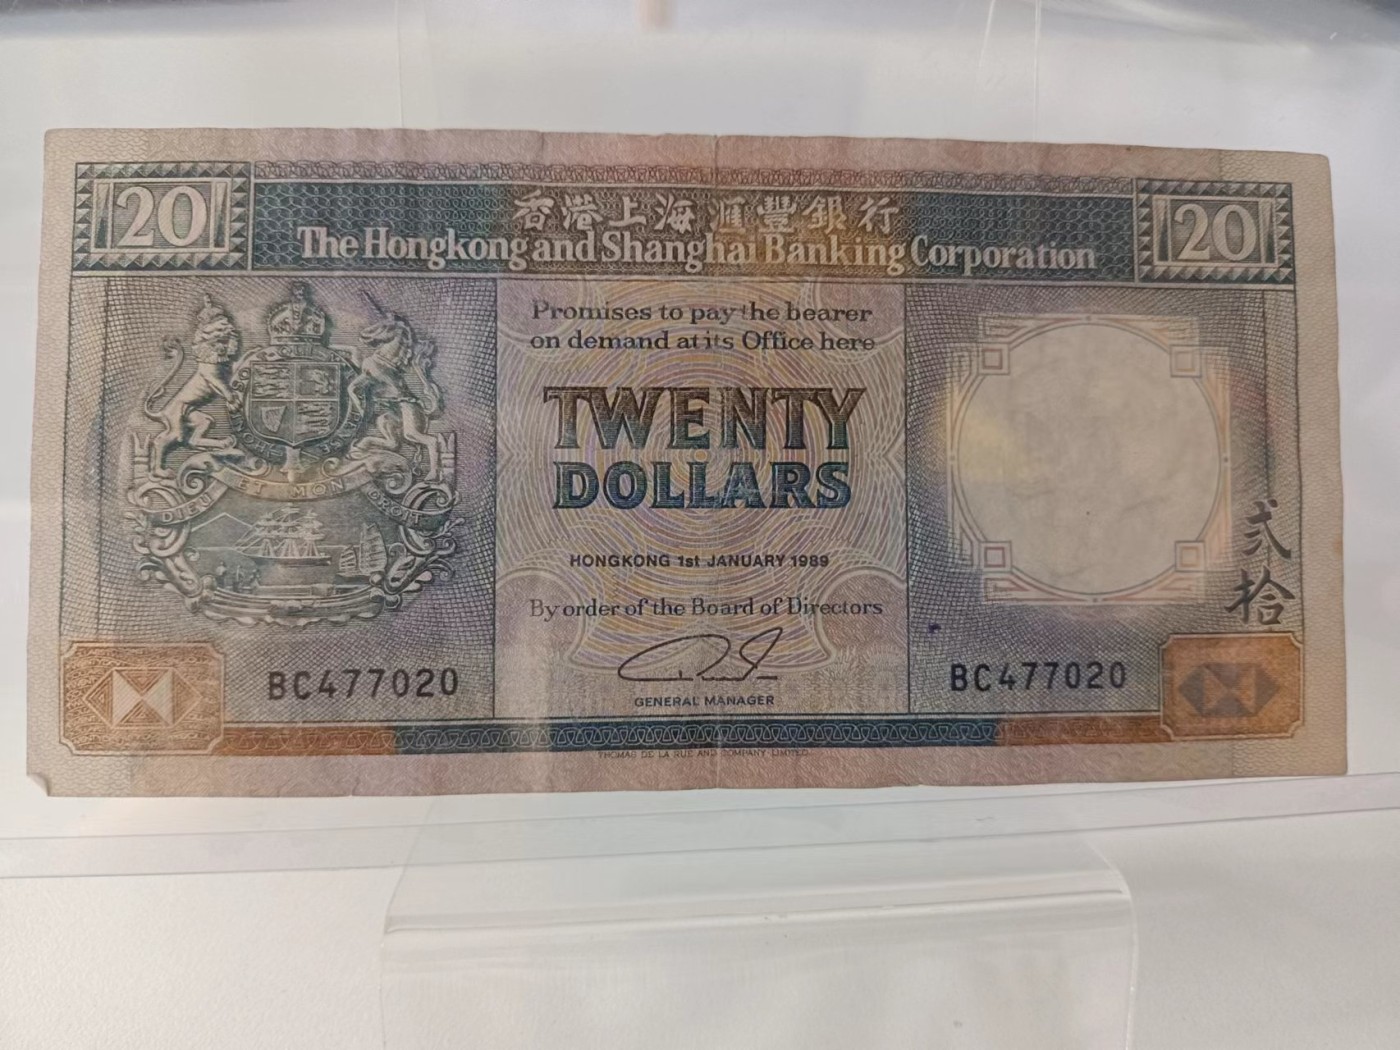 20
香港上海滙豐銀行
20
The Hongkong and Shanghai Banking Corporation
Promises to pay the bearer
on demand at its Office here
TWENTY
DOLLARS
HONGKONG 1st JANUARY 1989
By order of the Board of Directors
GENERAL MANAGER
DIEU ET MON DROIT
BC477020
BC477020
弍拾
THOMAS DE LA RUE AND COMPANY LIMITED